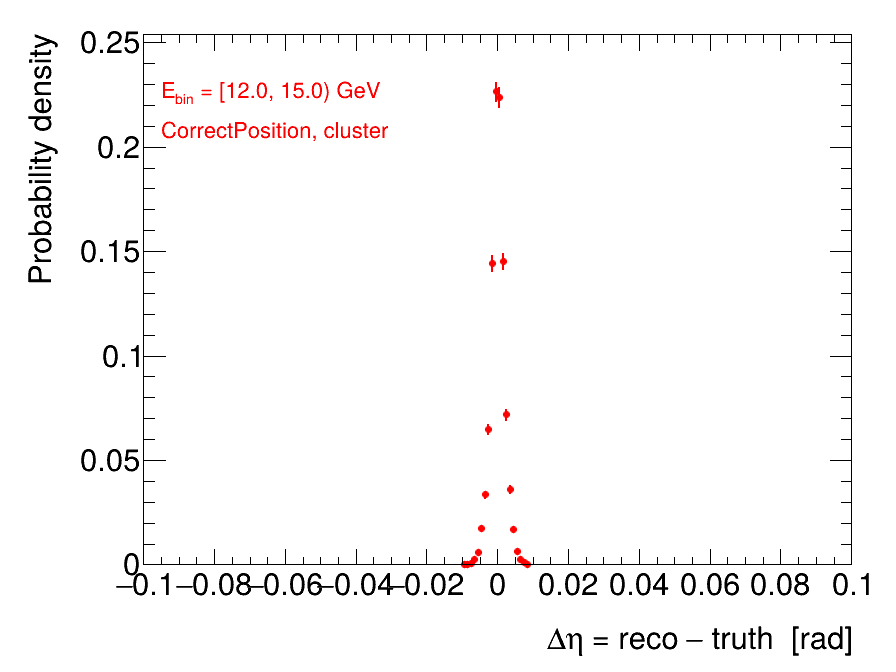 Probability density
0.25
0.2
0.15
0.1
0.05
0
E_bin = [12.0, 15.0) GeV
CorrectPosition, cluster
−0.1 −0.08 −0.06 −0.04 −0.02 0 0.02 0.04 0.06 0.08 0.1
Δη = reco − truth [rad]